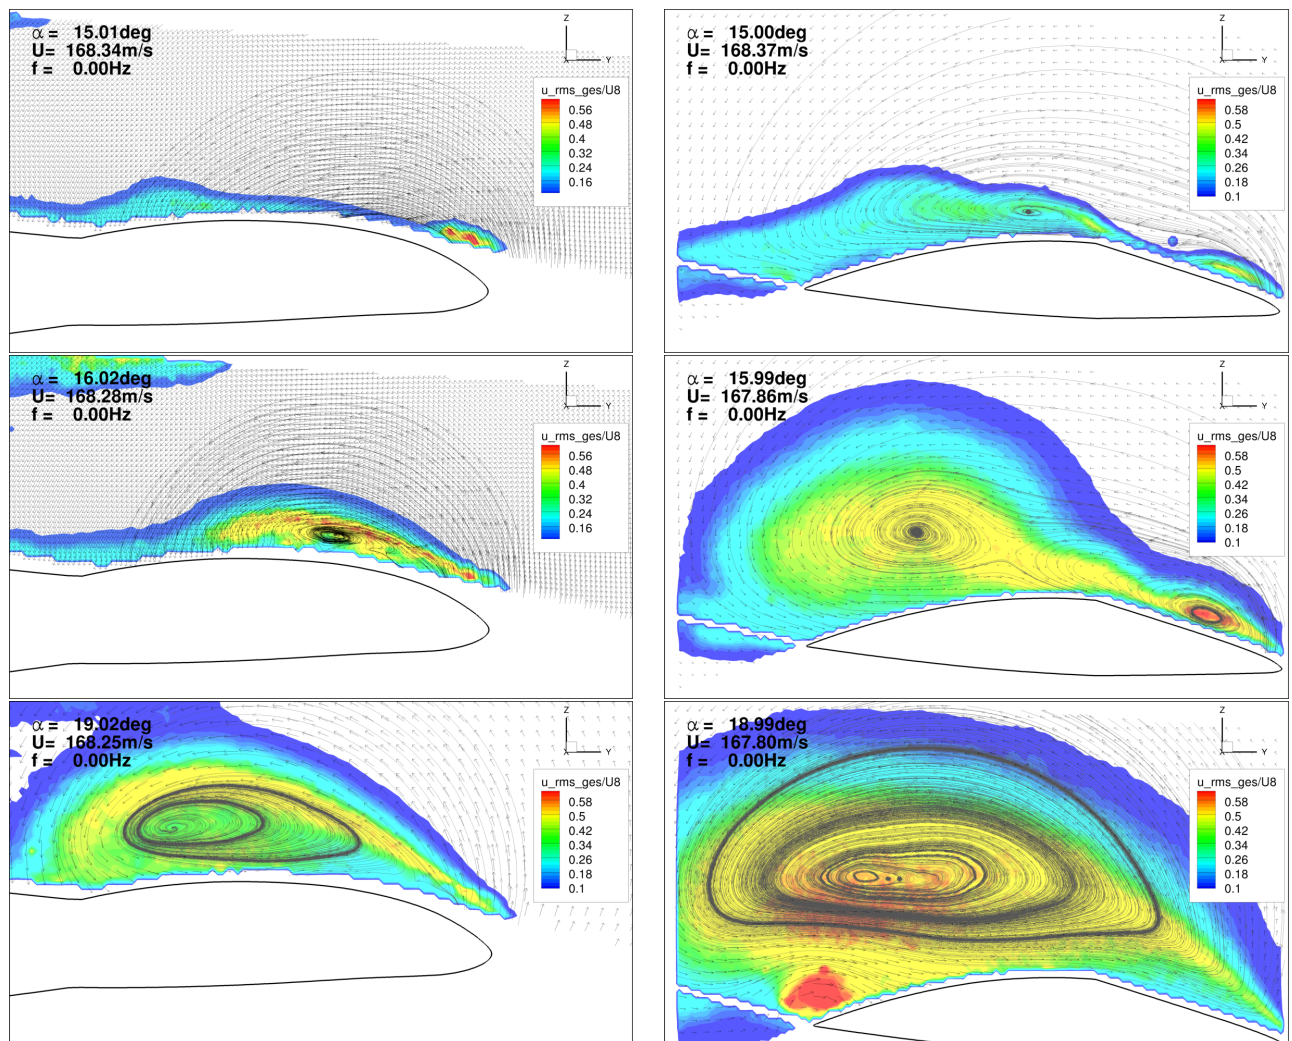 α = 15.01deg
U= 168.34m/s
f = 0.00Hz
Z
X Y
u_rms_ges/U8
0.56
0.48
0.4
0.32
0.24
0.16
α = 15.00deg
U= 168.37m/s
f = 0.00Hz
Z
X Y
u_rms_ges/U8
0.58
0.5
0.42
0.34
0.26
0.18
0.1
α = 16.02deg
U= 168.28m/s
f = 0.00Hz
Z
X Y
u_rms_ges/U8
0.56
0.48
0.4
0.32
0.24
0.16
α = 15.99deg
U= 167.86m/s
f = 0.00Hz
Z
X Y
u_rms_ges/U8
0.58
0.5
0.42
0.34
0.26
0.18
0.1
α = 19.02deg
U= 168.25m/s
f = 0.00Hz
Z
X Y
u_rms_ges/U8
0.58
0.5
0.42
0.34
0.26
0.18
0.1
α = 18.99deg
U= 167.80m/s
f = 0.00Hz
Z
X Y
u_rms_ges/U8
0.58
0.5
0.42
0.34
0.26
0.18
0.1